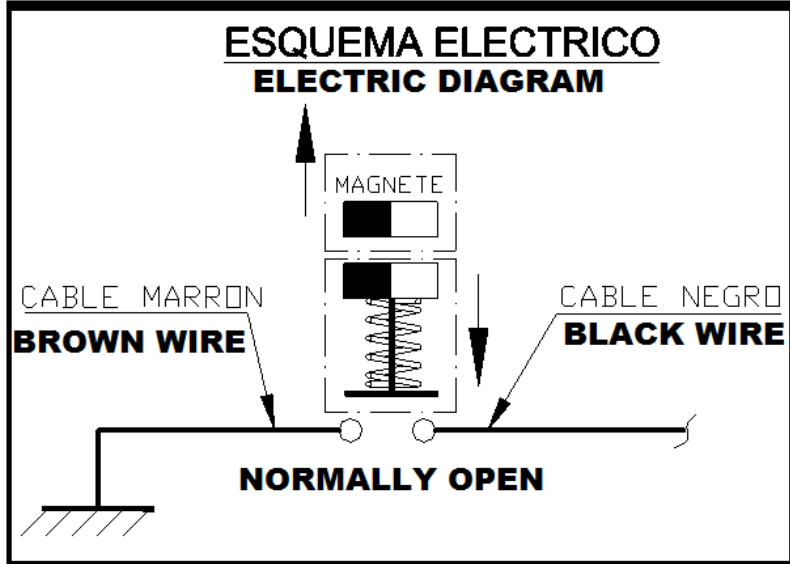 ESQUEMA ELECTRICO
ELECTRIC DIAGRAM
MAGNETE
CABLE MARRON
BROWN WIRE
CABLE NEGRO
BLACK WIRE
NORMALLY OPEN